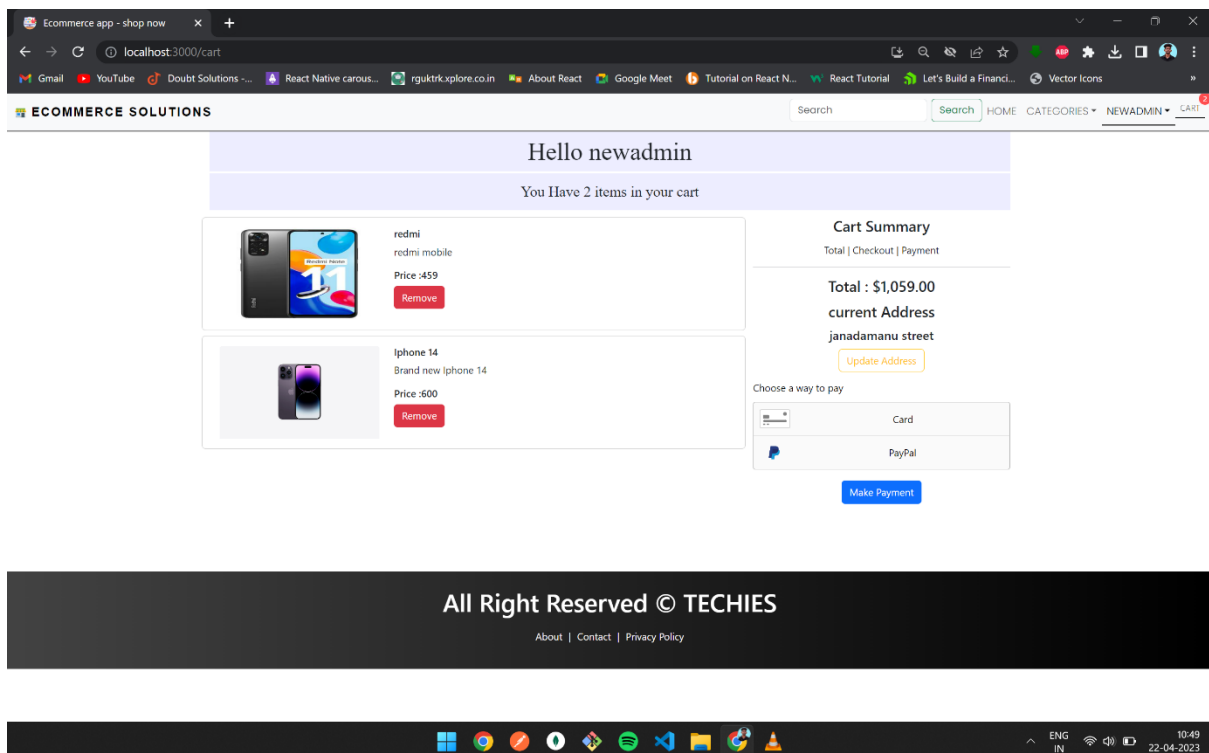 Ecommerce app - shop now
localhost:3000/cart
ABP
Gmail YouTube Doubt Solutions -... React Native carous... rguktrk.xplore.co.in About React Google Meet Tutorial on React N... React Tutorial Let's Build a Financi... Vector Icons »
ECOMMERCE SOLUTIONS Search Search HOME CATEGORIES NEWADMIN CART 2
Hello newadmin
You Have 2 items in your cart
redmi
redmi mobile
Price :459
Remove
Redmi Note
11
Iphone 14
Brand new Iphone 14
Price :600
Remove
Cart Summary
Total | Checkout | Payment
Total : $1,059.00
current Address
janadamanu street
Update Address
Choose a way to pay
Card
PayPal
Make Payment
All Right Reserved © TECHIES
About | Contact | Privacy Policy
ENG 10:49
IN 22-04-2023